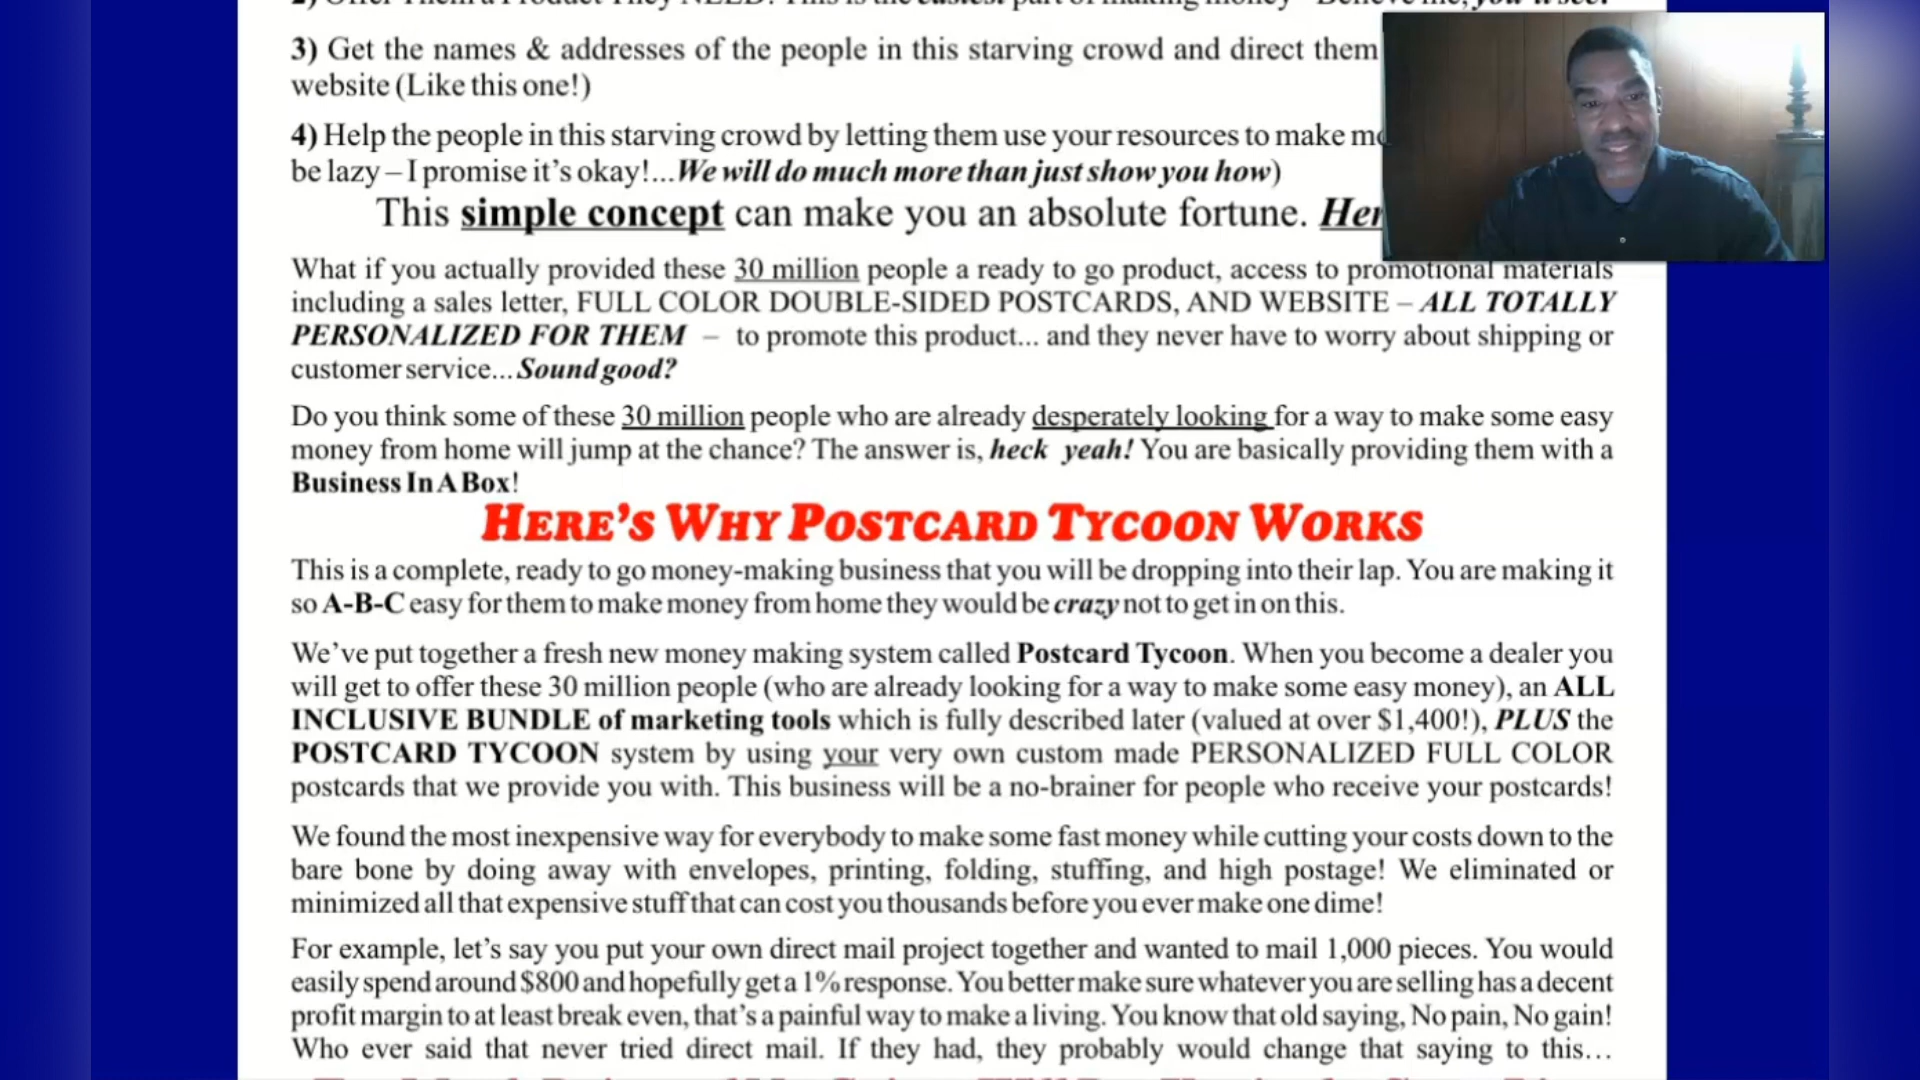 2) Offer Them a Product They NEED! This is the easiest part of making money – Believe me, you'll see!
3) Get the names & addresses of the people in this starving crowd and direct them
website (Like this one!)
4) Help the people in this starving crowd by letting them use your resources to make
be lazy – I promise it's okay!...We will do much more than just show you how)
This simple concept can make you an absolute fortune.
What if you actually provided these 30 million people a ready to go product, access to promotional materials
including a sales letter, FULL COLOR DOUBLE-SIDED POSTCARDS, AND WEBSITE – ALL TOTALLY
PERSONALIZED FOR THEM – to promote this product... and they never have to worry about shipping or
customer service... Sound good?
Do you think some of these 30 million people who are already desperately looking for a way to make some easy
money from home will jump at the chance? The answer is, heck yeah! You are basically providing them with a
Business In A Box!
HERE'S WHY POSTCARD TYCOON WORKS
This is a complete, ready to go money-making business that you will be dropping into their lap. You are making it
so A-B-C easy for them to make money from home they would be crazy not to get in on this.
We've put together a fresh new money making system called Postcard Tycoon. When you become a dealer you
will get to offer these 30 million people (who are already looking for a way to make some easy money), an ALL
INCLUSIVE BUNDLE of marketing tools which is fully described later (valued at over $1,400!), PLUS the
POSTCARD TYCOON system by using your very own custom made PERSONALIZED FULL COLOR
postcards that we provide you with. This business will be a no-brainer for people who receive your postcards!
We found the most inexpensive way for everybody to make some fast money while cutting your costs down to the
bare bone by doing away with envelopes, printing, folding, stuffing, and high postage! We eliminated or
minimized all that expensive stuff that can cost you thousands before you ever make one dime!
For example, let's say you put your own direct mail project together and wanted to mail 1,000 pieces. You would
easily spend around $800 and hopefully get a 1% response. You better make sure whatever you are selling has a decent
profit margin to at least break even, that's a painful way to make a living. You know that old saying, No pain, No gain!
Who ever said that never tried direct mail. If they had, they probably would change that saying to this...